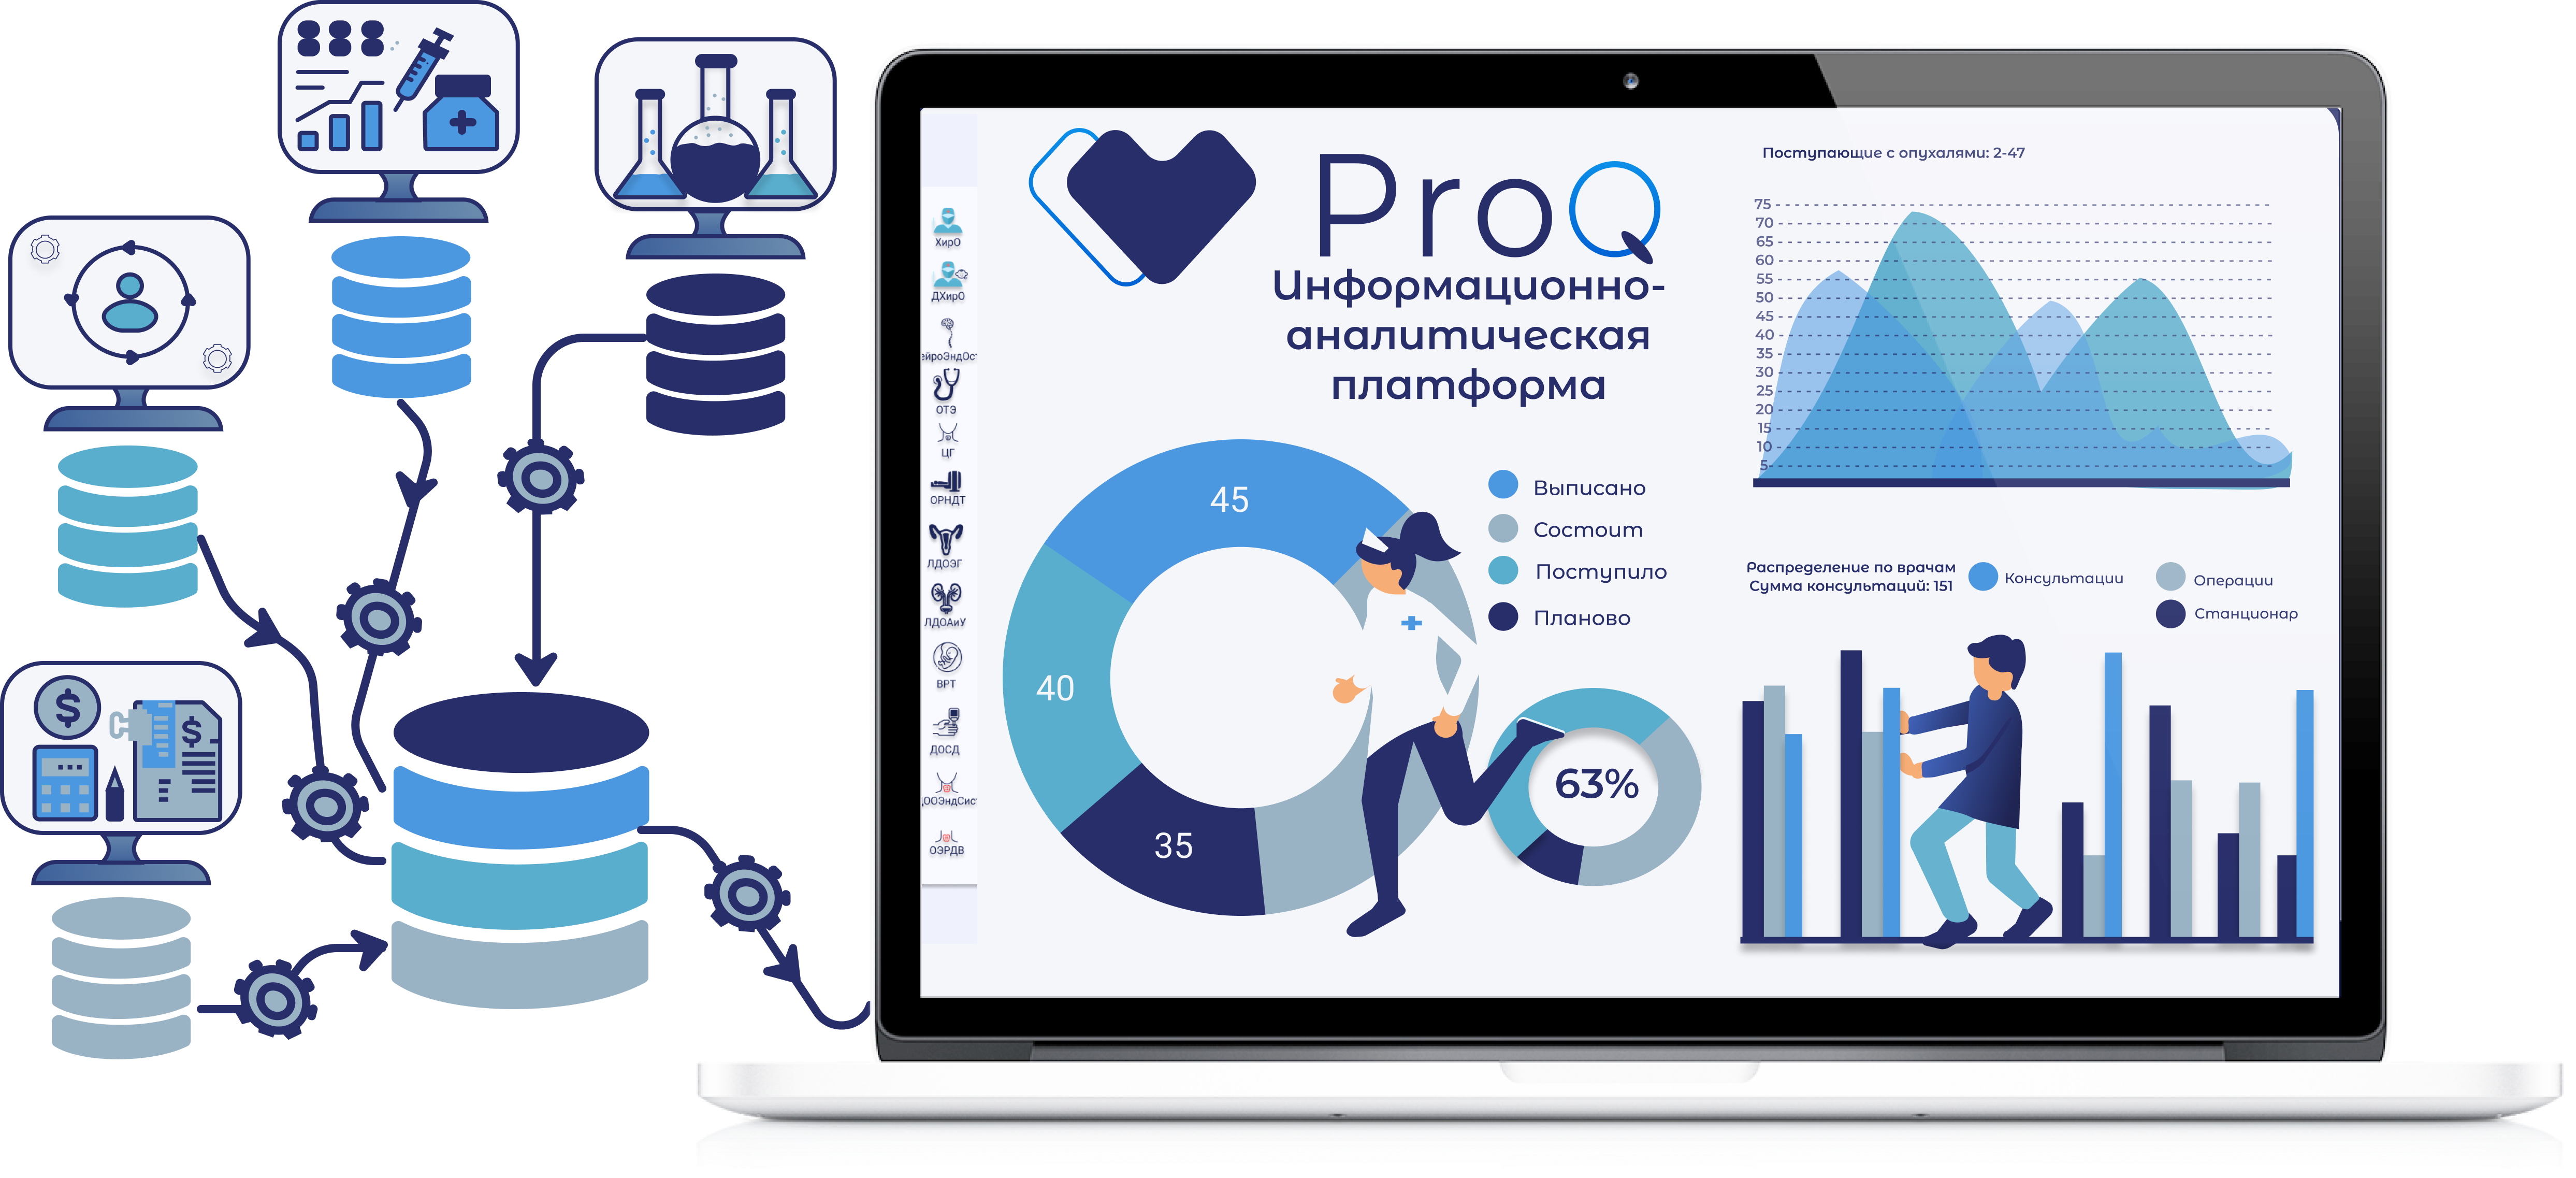 ProQ
Информационно-
аналитическая
платформа
ХирО
ДХирО
ейроЭндОст
ОТЭ
ЦГ
ОРНДТ
ЛДОЭГ
ЛДОАиУ
ВРТ
ДОСД
ООЭндСист
ОЭРДВ
45
40
35
Выписано
Состоит
Поступило
Планово
63%
Поступающие с опухалями: 2-47
75
70
65
60
55
50
45
40
35
30
25
20
15
10
5
Распределение по врачам
Сумма консультаций: 151
Консультации
Операции
Станционар
$
$